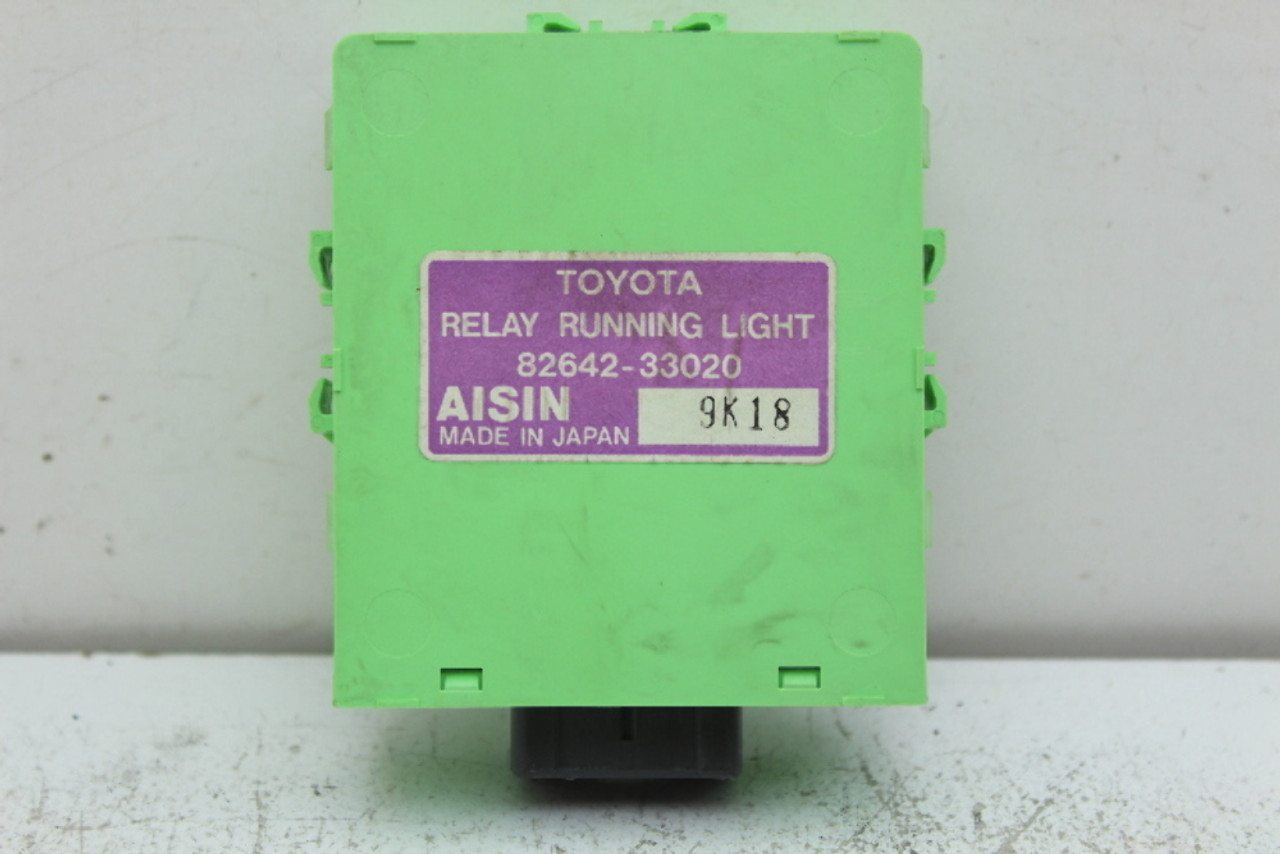 TOYOTA
RELAY RUNNING LIGHT
82642-33020
AISIN 9K18
MADE IN JAPAN